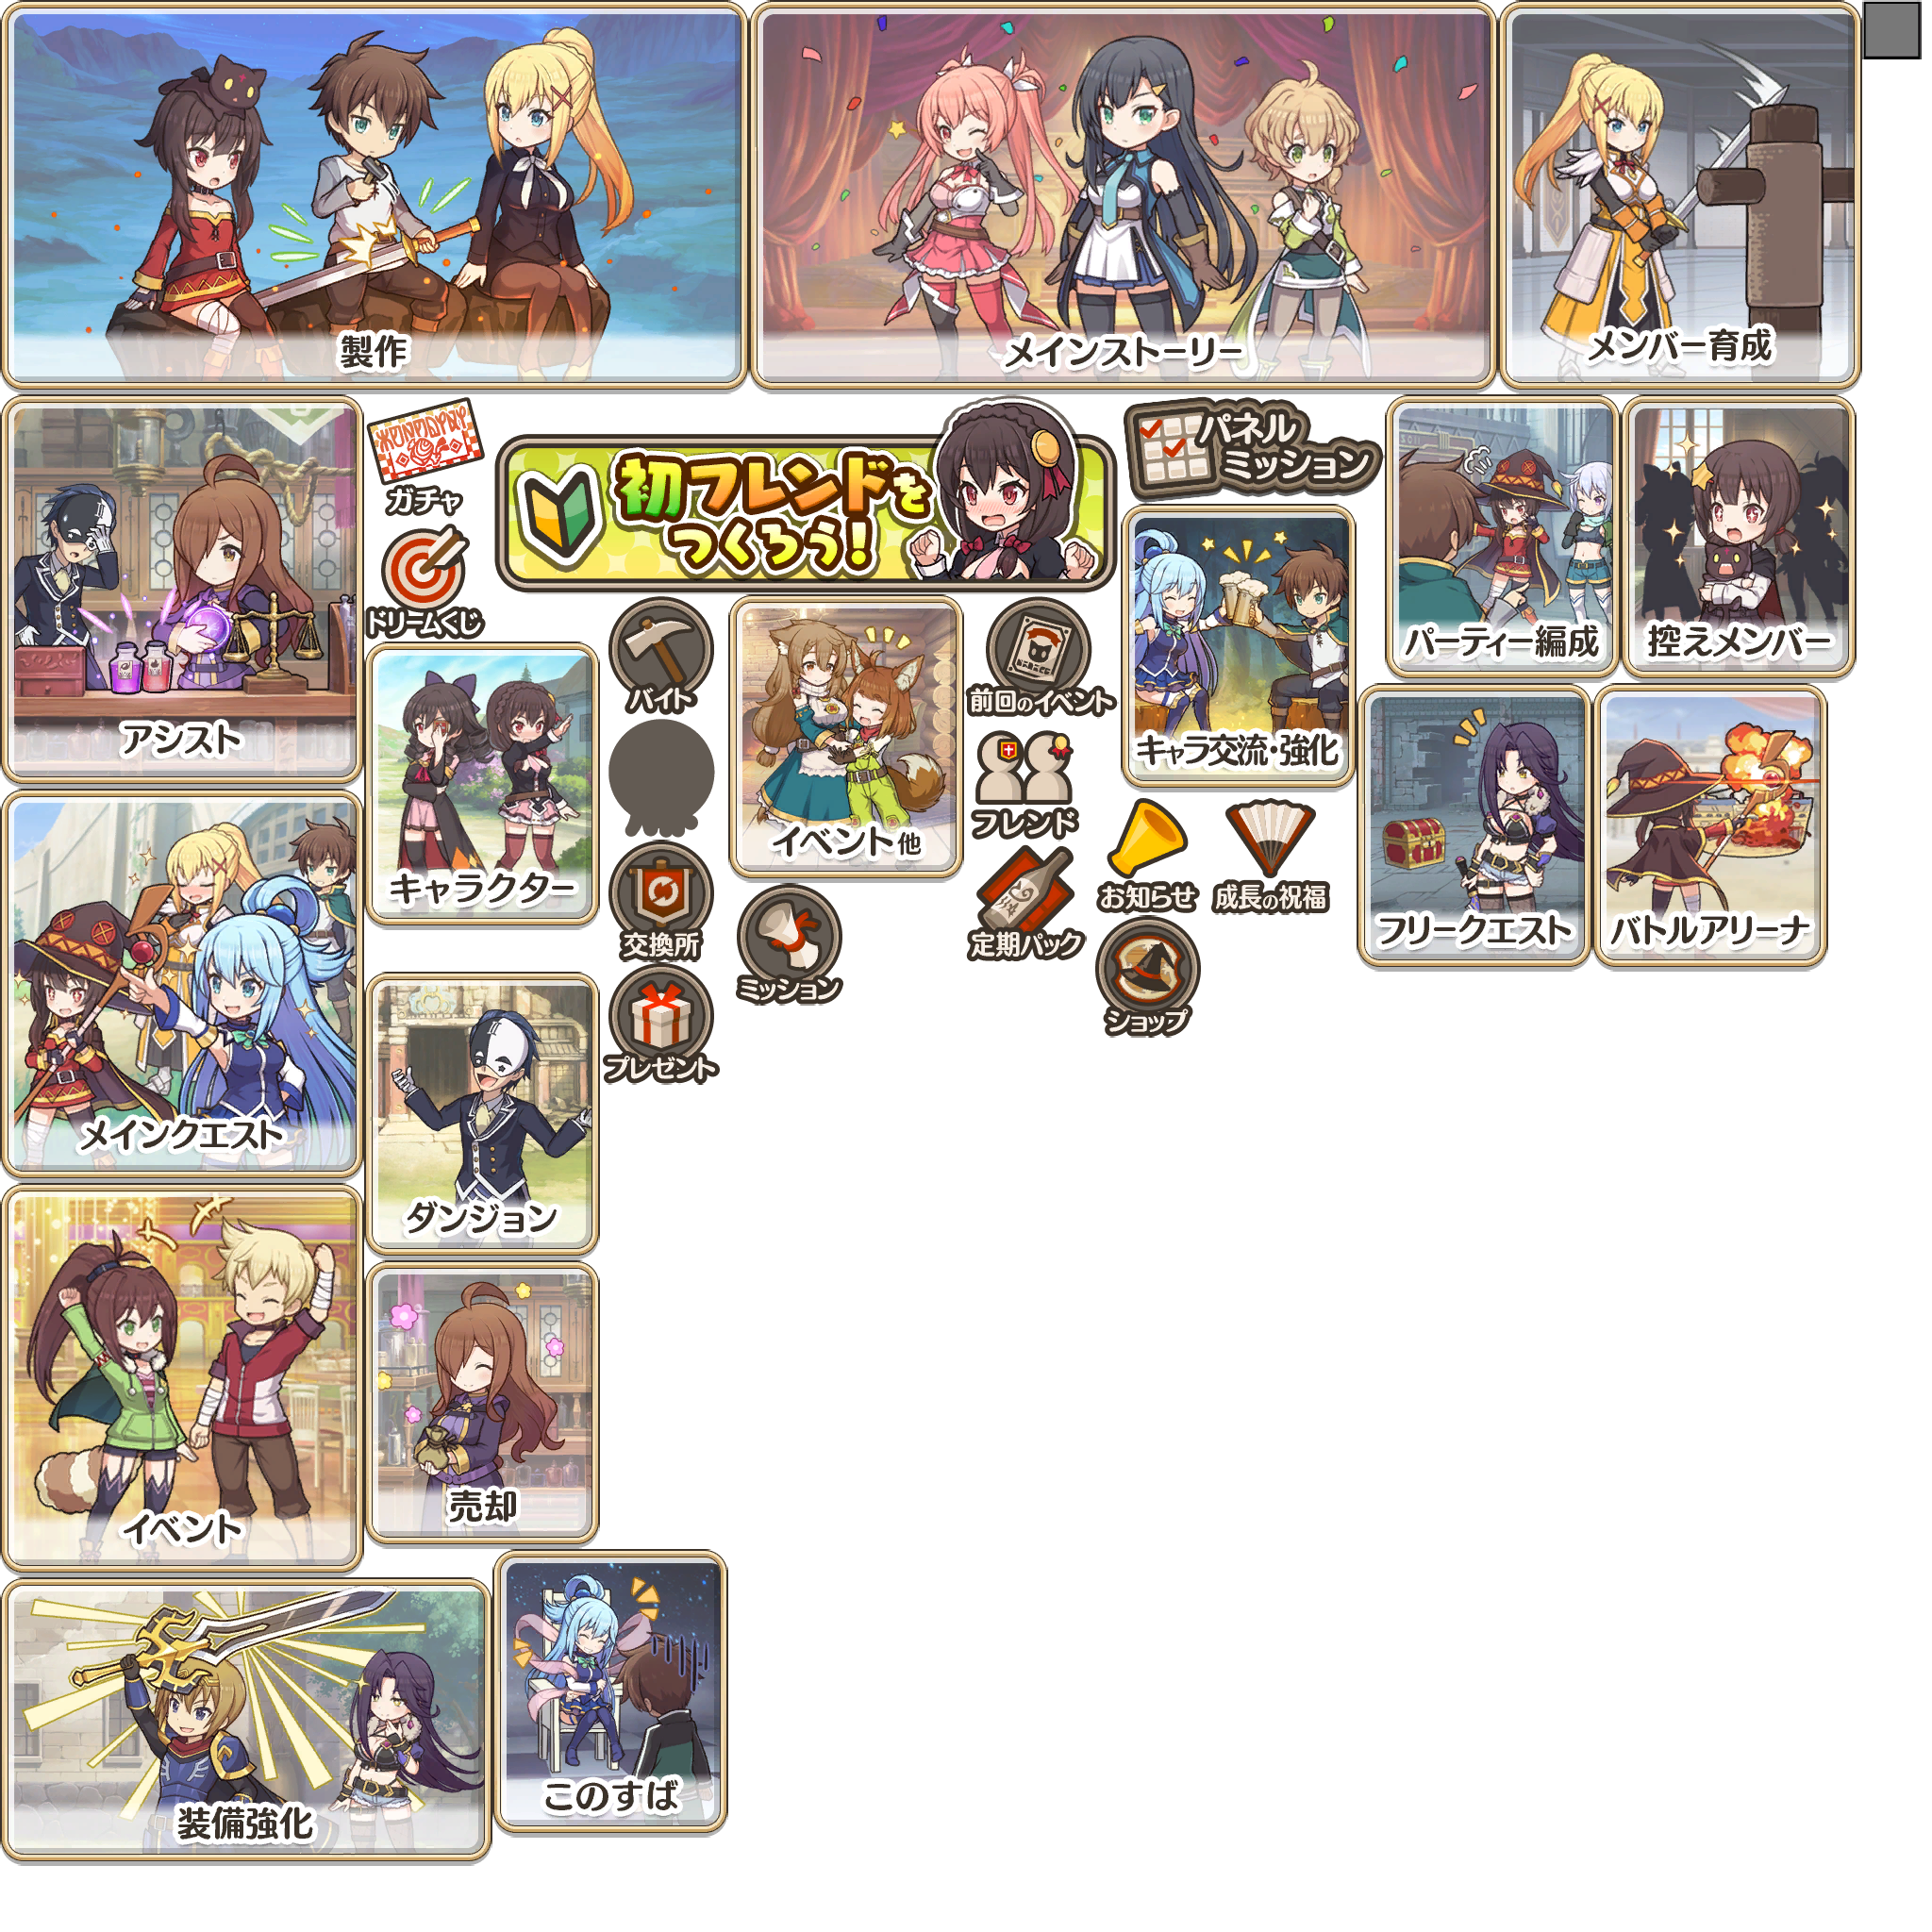 製作
メインストーリー
メンバー育成
アシスト
ガチャ
ドリームくじ
初フレンドを
つくろう!
パネル
ミッション
パーティー編成
控えメンバー
バイト
前回のイベント
キャラ交流・強化
キャラクター
イベント他
フレンド
お知らせ
成長の祝福
フリークエスト
バトルアリーナ
交換所
定期パック
ミッション
ショップ
プレゼント
メインクエスト
ダンジョン
イベント
売却
装備強化
このすば